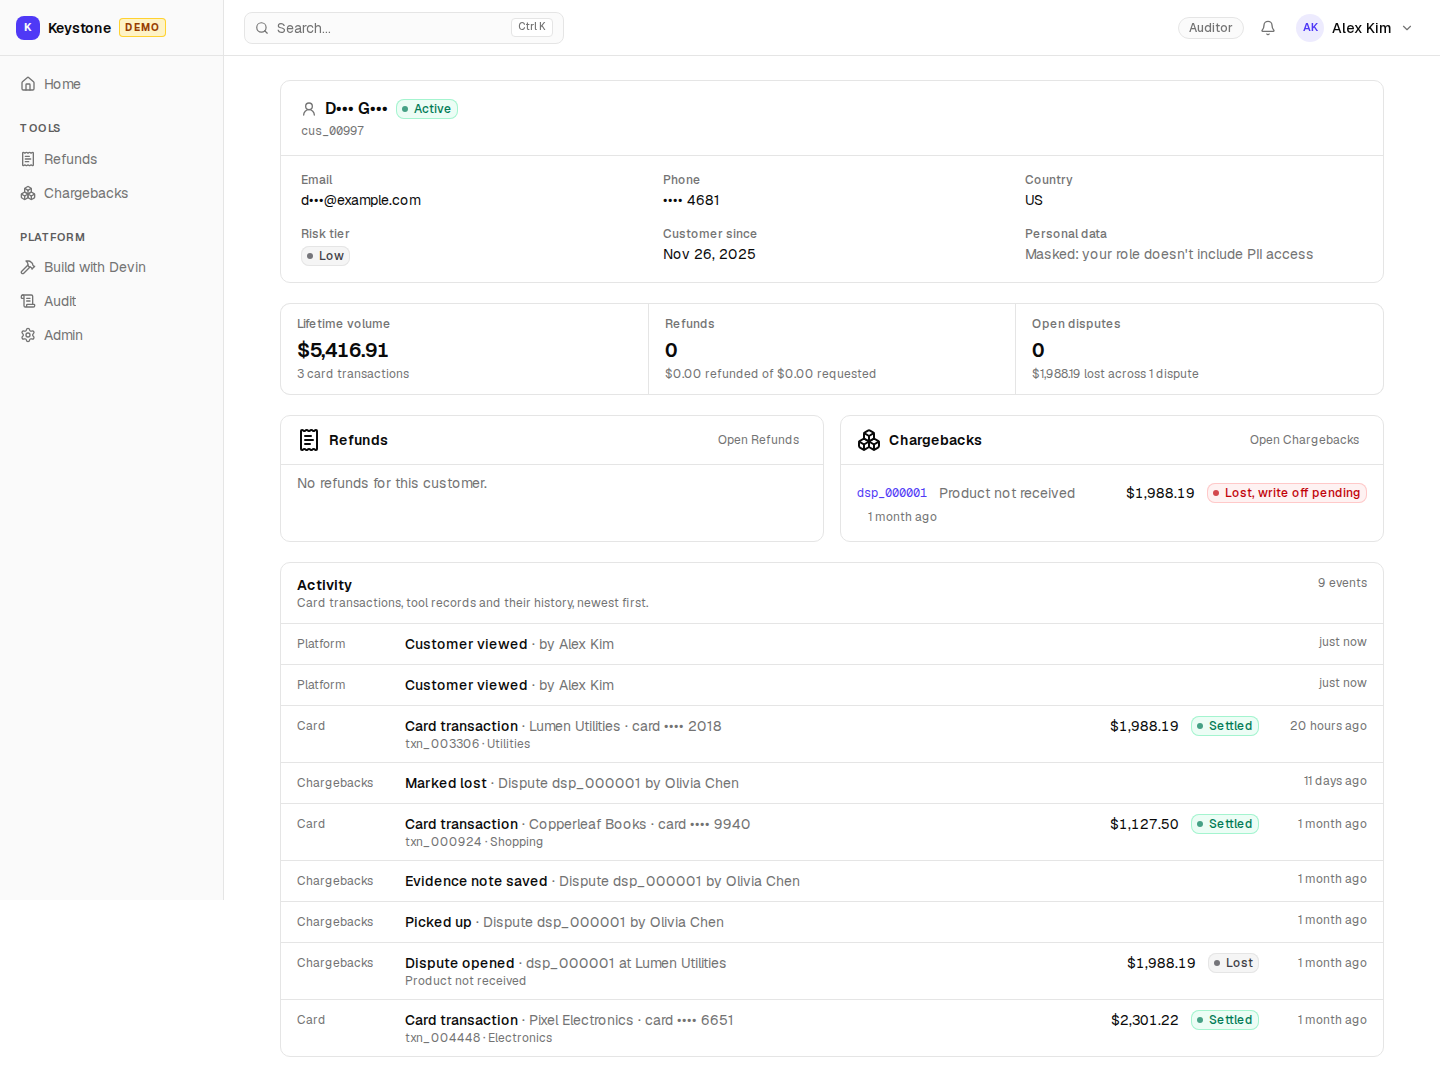 K Keystone DEMO
Search... Ctrl K
Auditor
AK Alex Kim
Home
TOOLS
Refunds
Chargebacks
PLATFORM
Build with Devin
Audit
Admin
D••• G••• Active
cus_00997
Email
d•••@example.com
Phone
•••• 4681
Country
US
Risk tier
Low
Customer since
Nov 26, 2025
Personal data
Masked: your role doesn't include PII access
Lifetime volume
$5,416.91
3 card transactions
Refunds
0
$0.00 refunded of $0.00 requested
Open disputes
0
$1,988.19 lost across 1 dispute
Refunds Open Refunds
No refunds for this customer.
Chargebacks Open Chargebacks
dsp_000001 Product not received $1,988.19 Lost, write off pending
1 month ago
Activity 9 events
Card transactions, tool records and their history, newest first.
Platform Customer viewed · by Alex Kim just now
Platform Customer viewed · by Alex Kim just now
Card Card transaction · Lumen Utilities · card •••• 2018 $1,988.19 Settled 20 hours ago
txn_003306 · Utilities
Chargebacks Marked lost · Dispute dsp_000001 by Olivia Chen 11 days ago
Card Card transaction · Copperleaf Books · card •••• 9940 $1,127.50 Settled 1 month ago
txn_000924 · Shopping
Chargebacks Evidence note saved · Dispute dsp_000001 by Olivia Chen 1 month ago
Chargebacks Picked up · Dispute dsp_000001 by Olivia Chen 1 month ago
Chargebacks Dispute opened · dsp_000001 at Lumen Utilities $1,988.19 Lost 1 month ago
Product not received
Card Card transaction · Pixel Electronics · card •••• 6651 $2,301.22 Settled 1 month ago
txn_004448 · Electronics